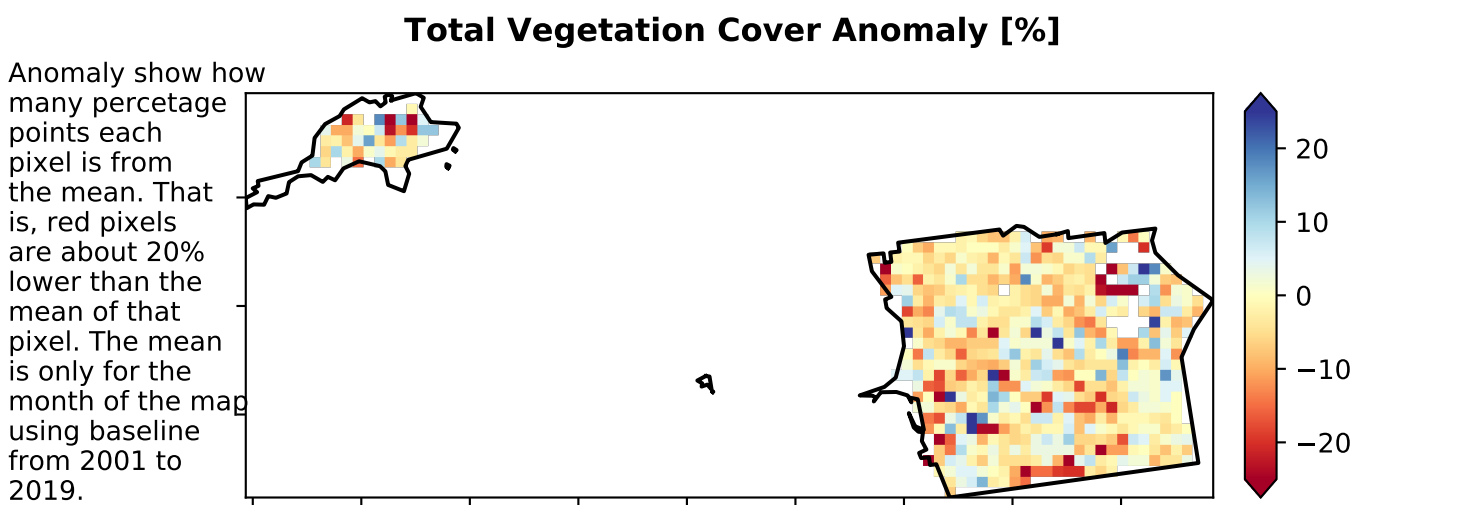 Total Vegetation Cover Anomaly [%]
Anomaly show how
many percetage
points each
pixel is from
the mean. That
is, red pixels
are about 20%
lower than the
mean of that
pixel. The mean
is only for the
month of the map
using baseline
from 2001 to
2019.
20
10
0
−10
−20